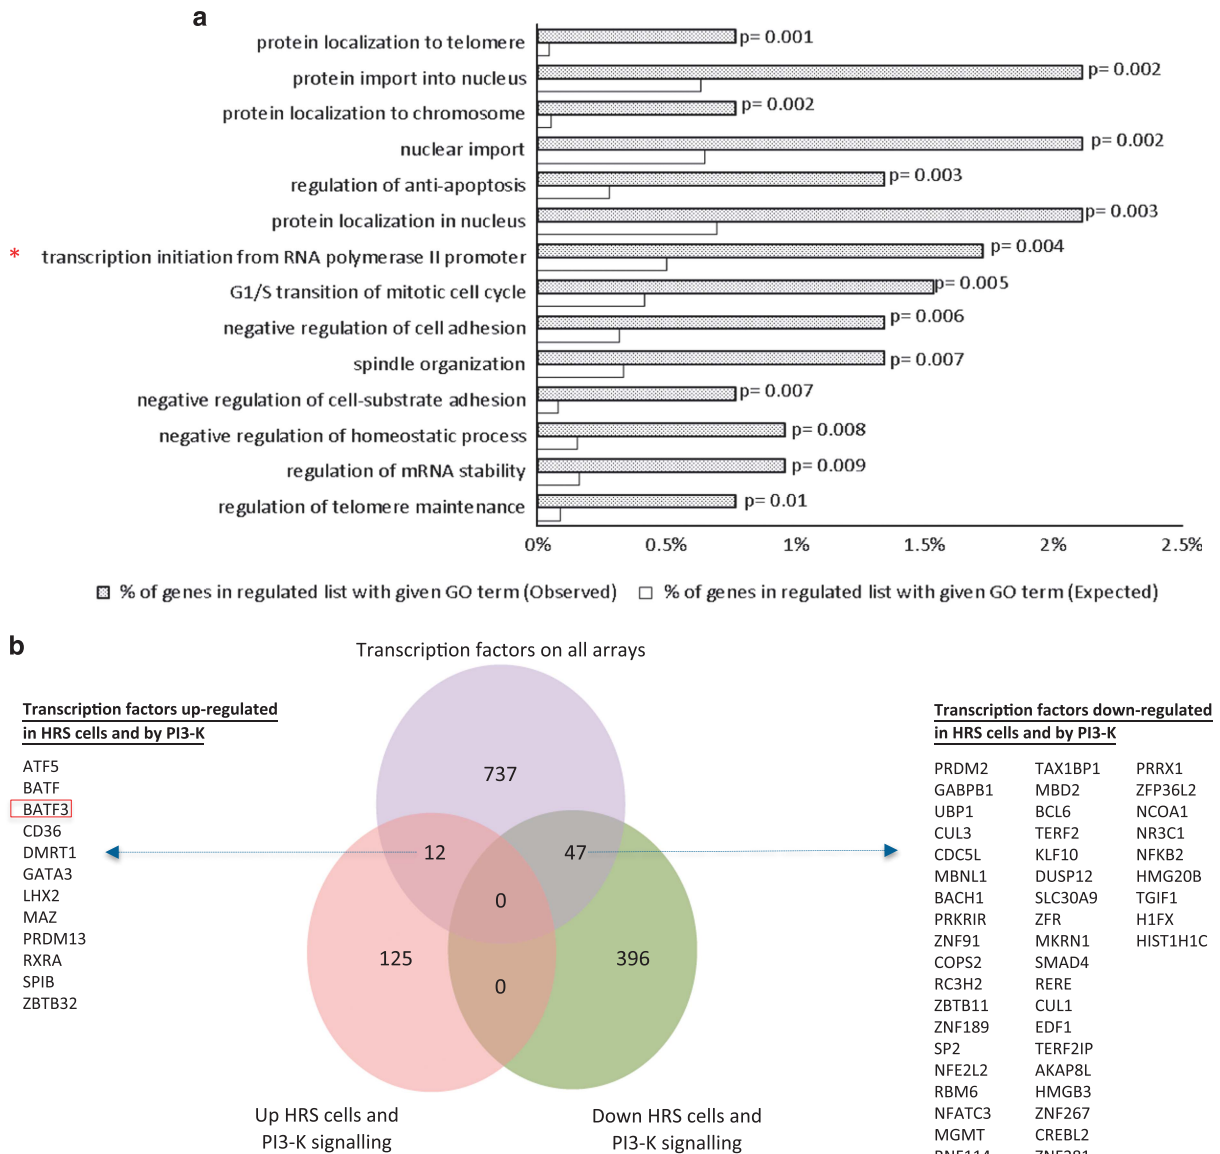 a
protein localization to telomere p= 0.001
protein import into nucleus p= 0.002
protein localization to chromosome p= 0.002
nuclear import p= 0.002
regulation of anti-apoptosis p= 0.003
protein localization in nucleus p= 0.003
* transcription initiation from RNA polymerase II promoter p= 0.004
G1/S transition of mitotic cell cycle p= 0.005
negative regulation of cell adhesion p= 0.006
spindle organization p= 0.007
negative regulation of cell-substrate adhesion p= 0.007
negative regulation of homeostatic process p= 0.008
regulation of mRNA stability p= 0.009
regulation of telomere maintenance p= 0.01
0% 0.5% 1% 1.5% 2% 2.5%
% of genes in regulated list with given GO term (Observed) % of genes in regulated list with given GO term (Expected)
b
Transcription factors on all arrays
Transcription factors up-regulated
in HRS cells and by PI3-K
ATF5
BATF
BATF3
CD36
DMRT1
GATA3
LHX2
MAZ
PRDM13
RXRA
SPIB
ZBTB32
737
12
47
0
125
396
0
Up HRS cells and
PI3-K signalling
Down HRS cells and
PI3-K signalling
Transcription factors down-regulated
in HRS cells and by PI3-K
PRDM2 TAX1BP1 PRRX1
GABPB1 MBD2 ZFP36L2
UBP1 BCL6 NCOA1
CUL3 TERF2 NR3C1
CDC5L KLF10 NFKB2
MBNL1 DUSP12 HMG20B
BACH1 SLC30A9 TGIF1
PRKRIR ZFR H1FX
ZNF91 MKRN1 HIST1H1C
COPS2 SMAD4
RC3H2 RERE
ZBTB11 CUL1
ZNF189 EDF1
SP2 TERF2IP
NFE2L2 AKAP8L
RBM6 HMGB3
NFATC3 ZNF267
MGMT CREBL2